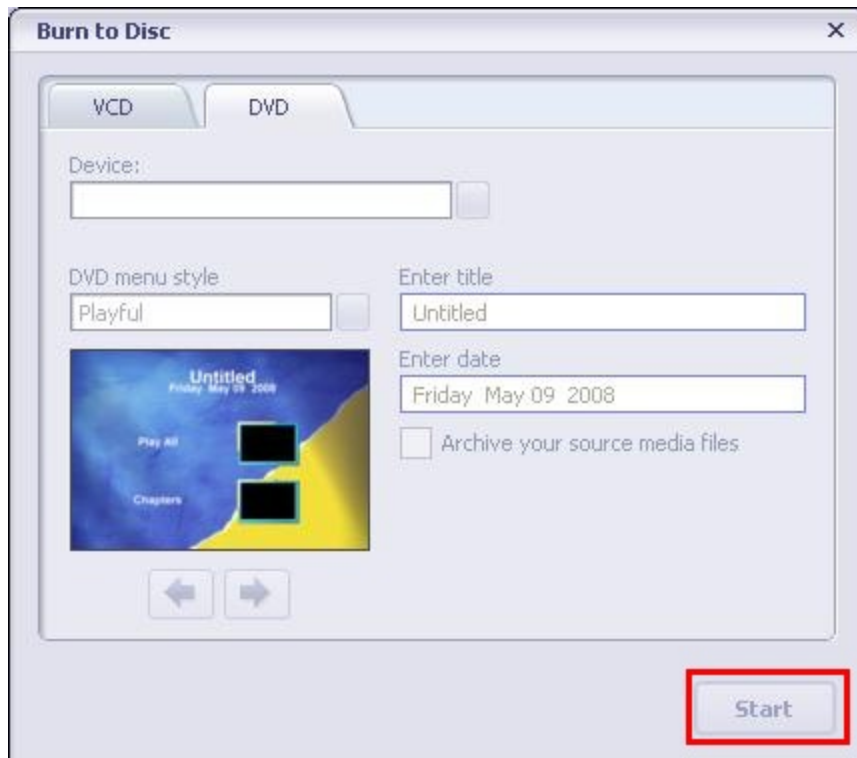 Burn to Disc
VCD
DVD
Device:
DVD menu style
Enter title
Playful
Untitled
Enter date
Friday May 09 2008
Archive your source media files
Untitled
Friday May 09 2008
Play All
Chapters
Start